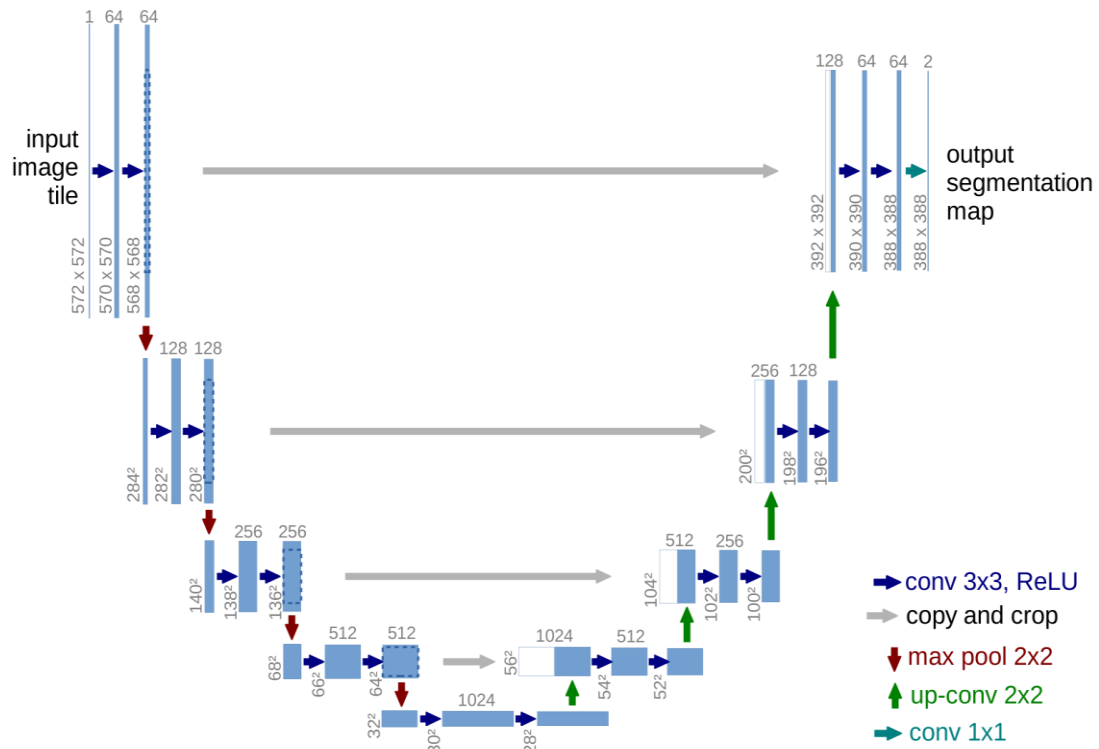 1 64 64
128 64 64 2
input
image
tile
output
segmentation
map
572 x 572
570 x 570
568 x 568
392 x 392
390 x 390
388 x 388
388 x 388
128 128
256 128
284²
282²
280²
200²
198²
196²
256 256
512 256
140²
138²
136²
104²
102²
100²
conv 3x3, ReLU
copy and crop
max pool 2x2
up-conv 2x2
conv 1x1
512 512
1024 512
68²
66²
64²
56²
54²
52²
1024
32²
30²
28²